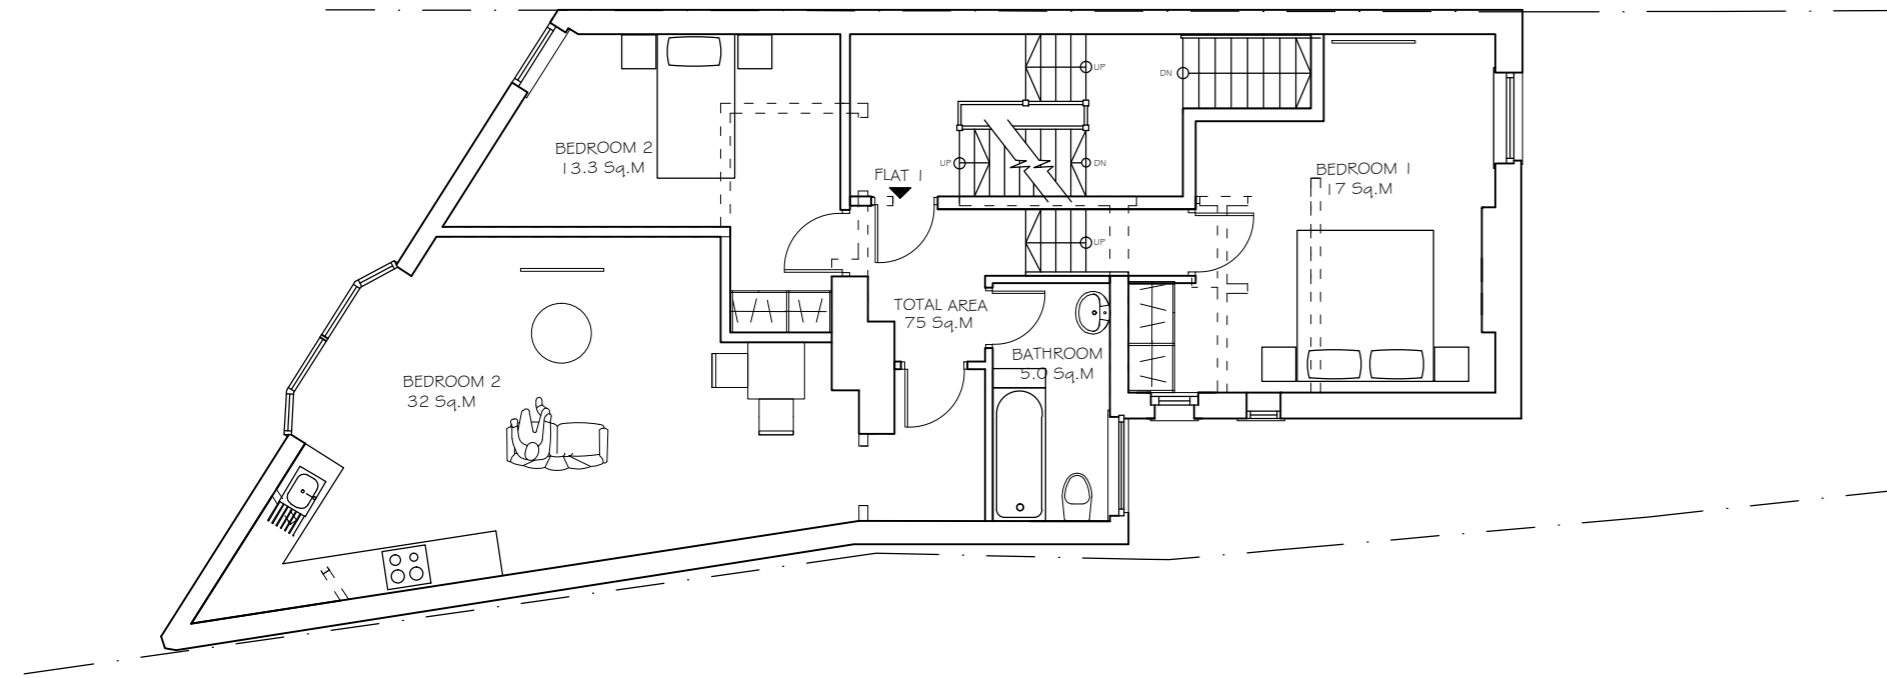 UP
DN
BEDROOM 2
13.3 Sq.M
UP
DN
FLAT 1
BEDROOM 1
17 Sq.M
UP
TOTAL AREA
75 Sq.M
BATHROOM
5.0 Sq.M
BEDROOM 2
32 Sq.M